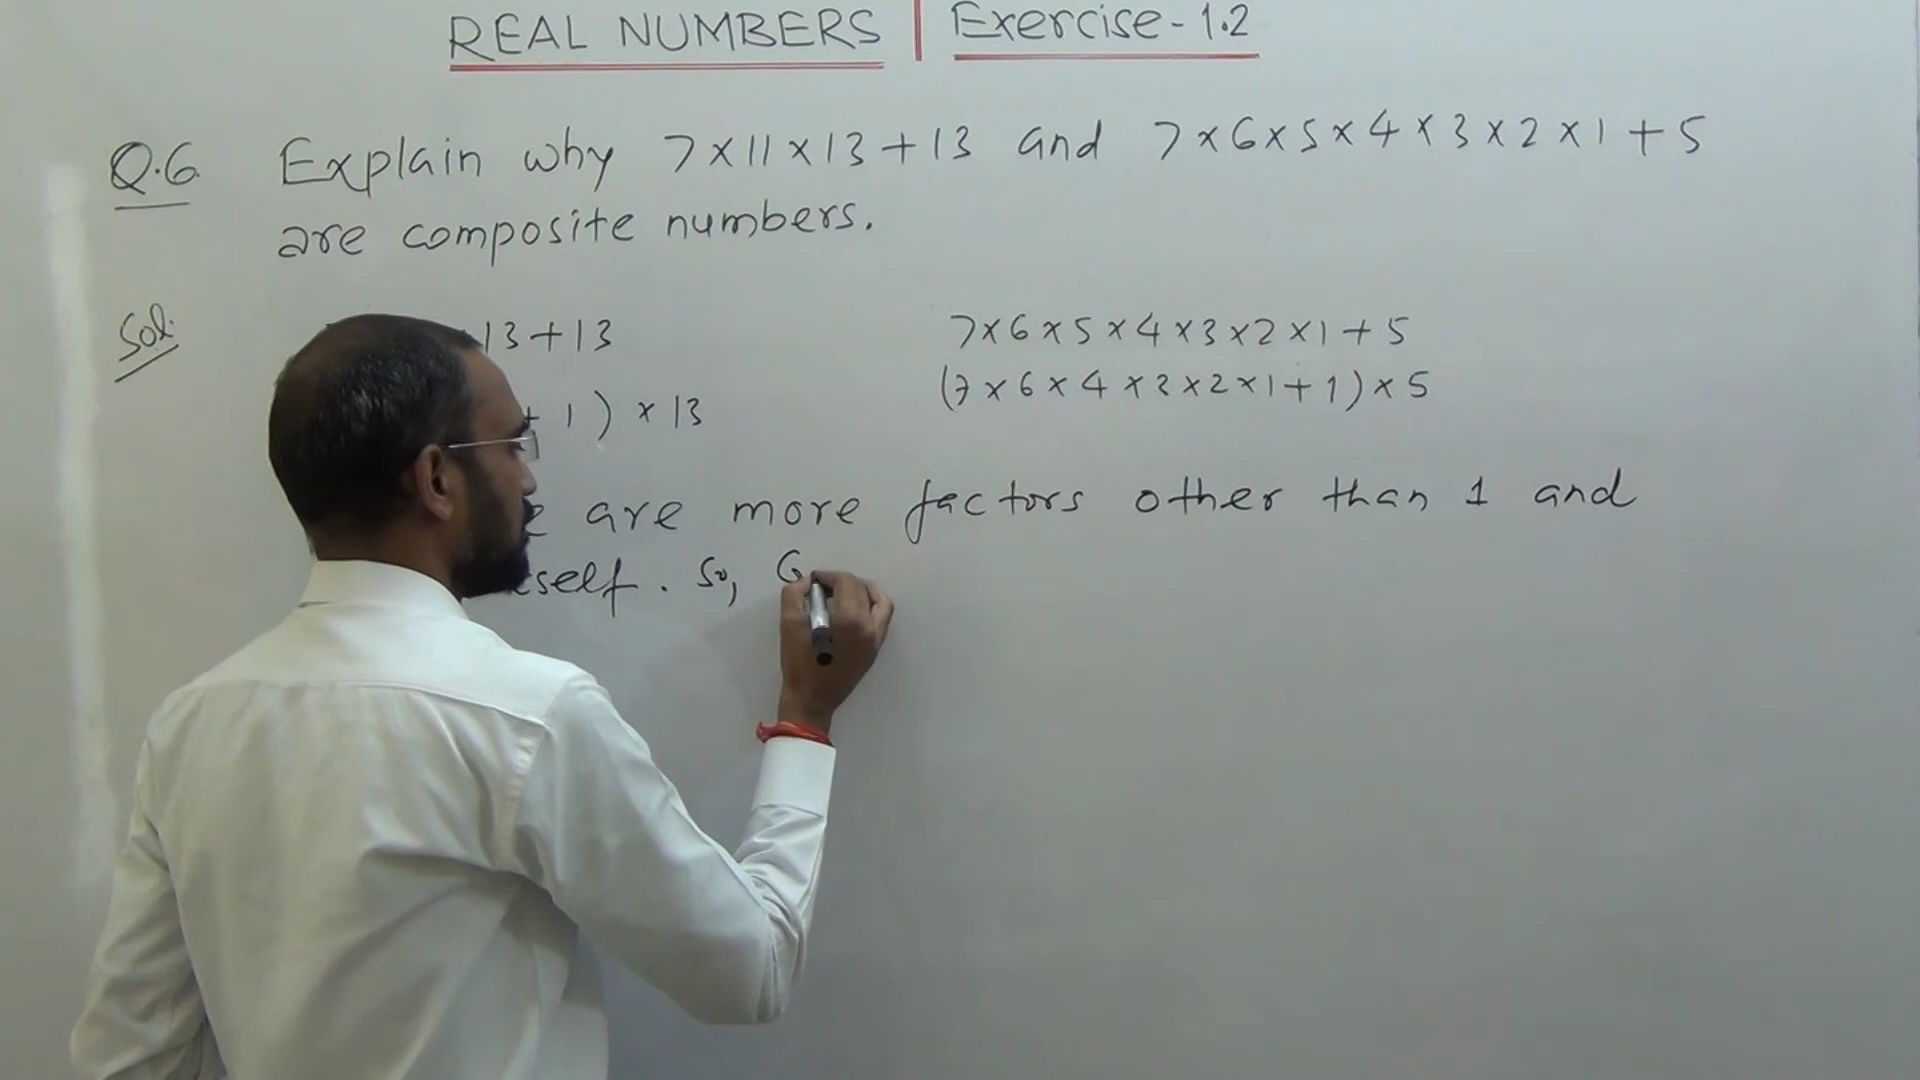 REAL NUMBERS | Exercise-1.2
Q.6. Explain why 7×11×13+13 and 7×6×5×4×3×2×1+5
are composite numbers.
Sol. 13+13 7×6×5×4×3×2×1+5
+1)×13 (7×6×4×3×2×1+1)×5
are more factors other than 1 and
So,